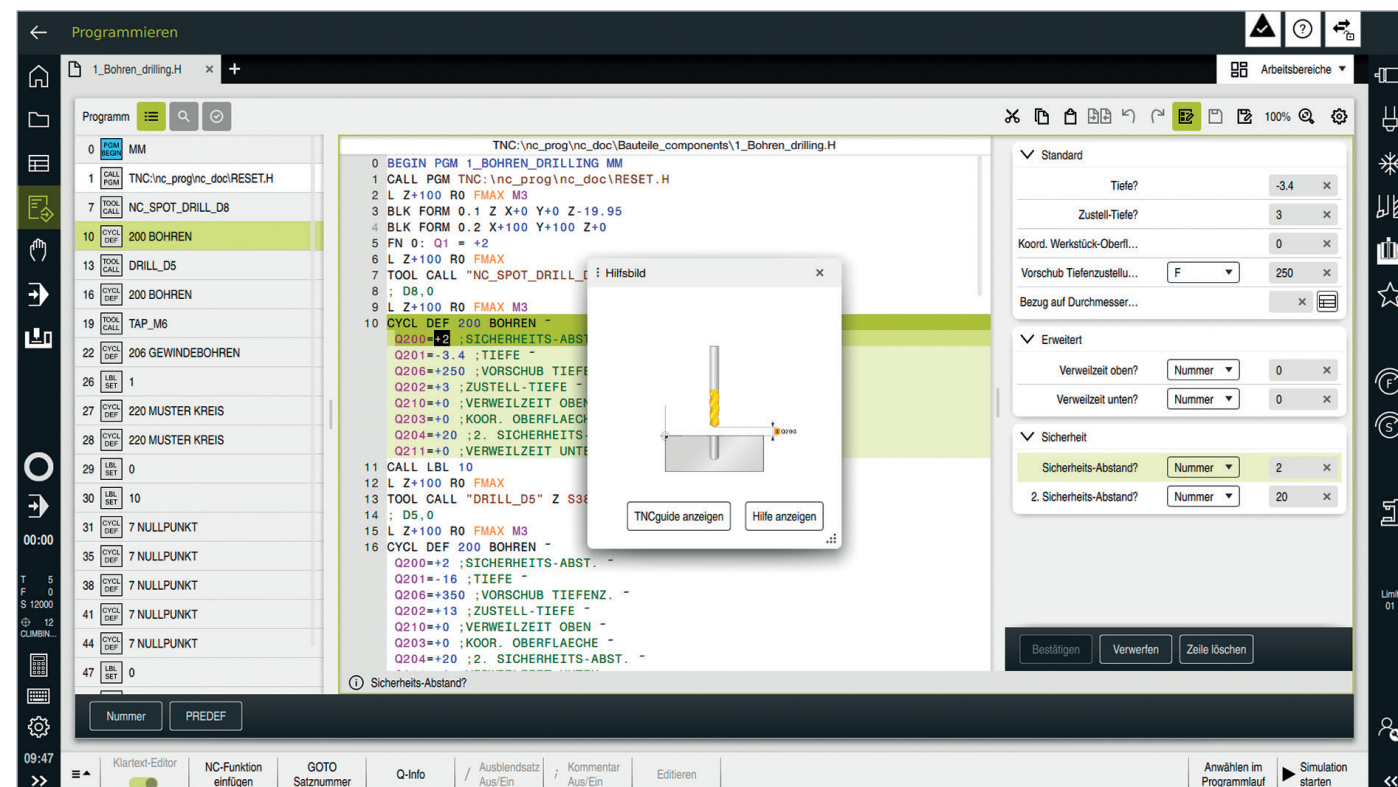 Programmieren
1_Bohren_drilling.H × +
Arbeitsbereiche
Programm
100%
0 PGM BEGIN MM
1 CALL PGM TNC:\nc_prog\nc_doc\RESET.H
7 TOOL CALL NC_SPOT_DRILL_D8
10 CYCL DEF 200 BOHREN
13 TOOL CALL DRILL_D5
16 CYCL DEF 200 BOHREN
19 TOOL CALL TAP_M6
22 CYCL DEF 206 GEWINDEBOHREN
26 LBL SET 1
27 CYCL DEF 220 MUSTER KREIS
28 CYCL DEF 220 MUSTER KREIS
29 LBL SET 0
30 LBL SET 10
31 CYCL DEF 7 NULLPUNKT
35 CYCL DEF 7 NULLPUNKT
38 CYCL DEF 7 NULLPUNKT
41 CYCL DEF 7 NULLPUNKT
44 CYCL DEF 7 NULLPUNKT
47 LBL SET 0
TNC:\nc_prog\nc_doc\Bauteile_components\1_Bohren_drilling.H
0 BEGIN PGM 1_BOHREN_DRILLING MM
1 CALL PGM TNC:\nc_prog\nc_doc\RESET.H
2 L Z+100 R0 FMAX M3
3 BLK FORM 0.1 Z X+0 Y+0 Z-19.95
4 BLK FORM 0.2 X+100 Y+100 Z+0
5 FN 0: Q1 = +2
6 L Z+100 R0 FMAX
7 TOOL CALL "NC_SPOT_DRILL_
8 ; D8,0
9 L Z+100 R0 FMAX M3
10 CYCL DEF 200 BOHREN ~
Q200=+2 ;SICHERHEITS-ABST
Q201=-3.4 ;TIEFE ~
Q206=+250 ;VORSCHUB TIEFE
Q202=+3 ;ZUSTELL-TIEFE ~
Q210=+0 ;VERWEILZEIT OBEN
Q203=+0 ;KOOR. OBERFLAECH
Q204=+20 ;2. SICHERHEITS-
Q211=+0 ;VERWEILZEIT UNTE
11 CALL LBL 10
12 L Z+100 R0 FMAX
13 TOOL CALL "DRILL_D5" Z S38
14 ; D5,0
15 L Z+100 R0 FMAX M3
16 CYCL DEF 200 BOHREN ~
Q200=+2 ;SICHERHEITS-ABST. ~
Q201=-16 ;TIEFE ~
Q206=+350 ;VORSCHUB TIEFENZ. ~
Q202=+13 ;ZUSTELL-TIEFE ~
Q210=+0 ;VERWEILZEIT OBEN ~
Q203=+0 ;KOOR. OBERFLAECHE ~
Q204=+20 ;2. SICHERHEITS-ABST. ~
Sicherheits-Abstand?
Hilfsbild ×
Q200
TNCguide anzeigen
Hilfe anzeigen
Standard
Tiefe? -3.4 ×
Zustell-Tiefe? 3 ×
Koord. Werkstück-Oberfl... 0 ×
Vorschub Tiefenzustellu... F 250 ×
Bezug auf Durchmesser... ×
Erweitert
Verweilzeit oben? Nummer 0 ×
Verweilzeit unten? Nummer 0 ×
Sicherheit
Sicherheits-Abstand? Nummer 2 ×
2. Sicherheits-Abstand? Nummer 20 ×
Bestätigen
Verwerfen
Zeile löschen
00:00
T 5
F 0
S 12000
12
CLIMBIN...
09:47
F
S
Limit
01
Nummer
PREDEF
Klartext-Editor
NC-Funktion
einfügen
GOTO
Satznummer
Q-Info
/ Ausblendsatz
Aus/Ein
; Kommentar
Aus/Ein
Editieren
Anwählen im
Programmlauf
Simulation
starten